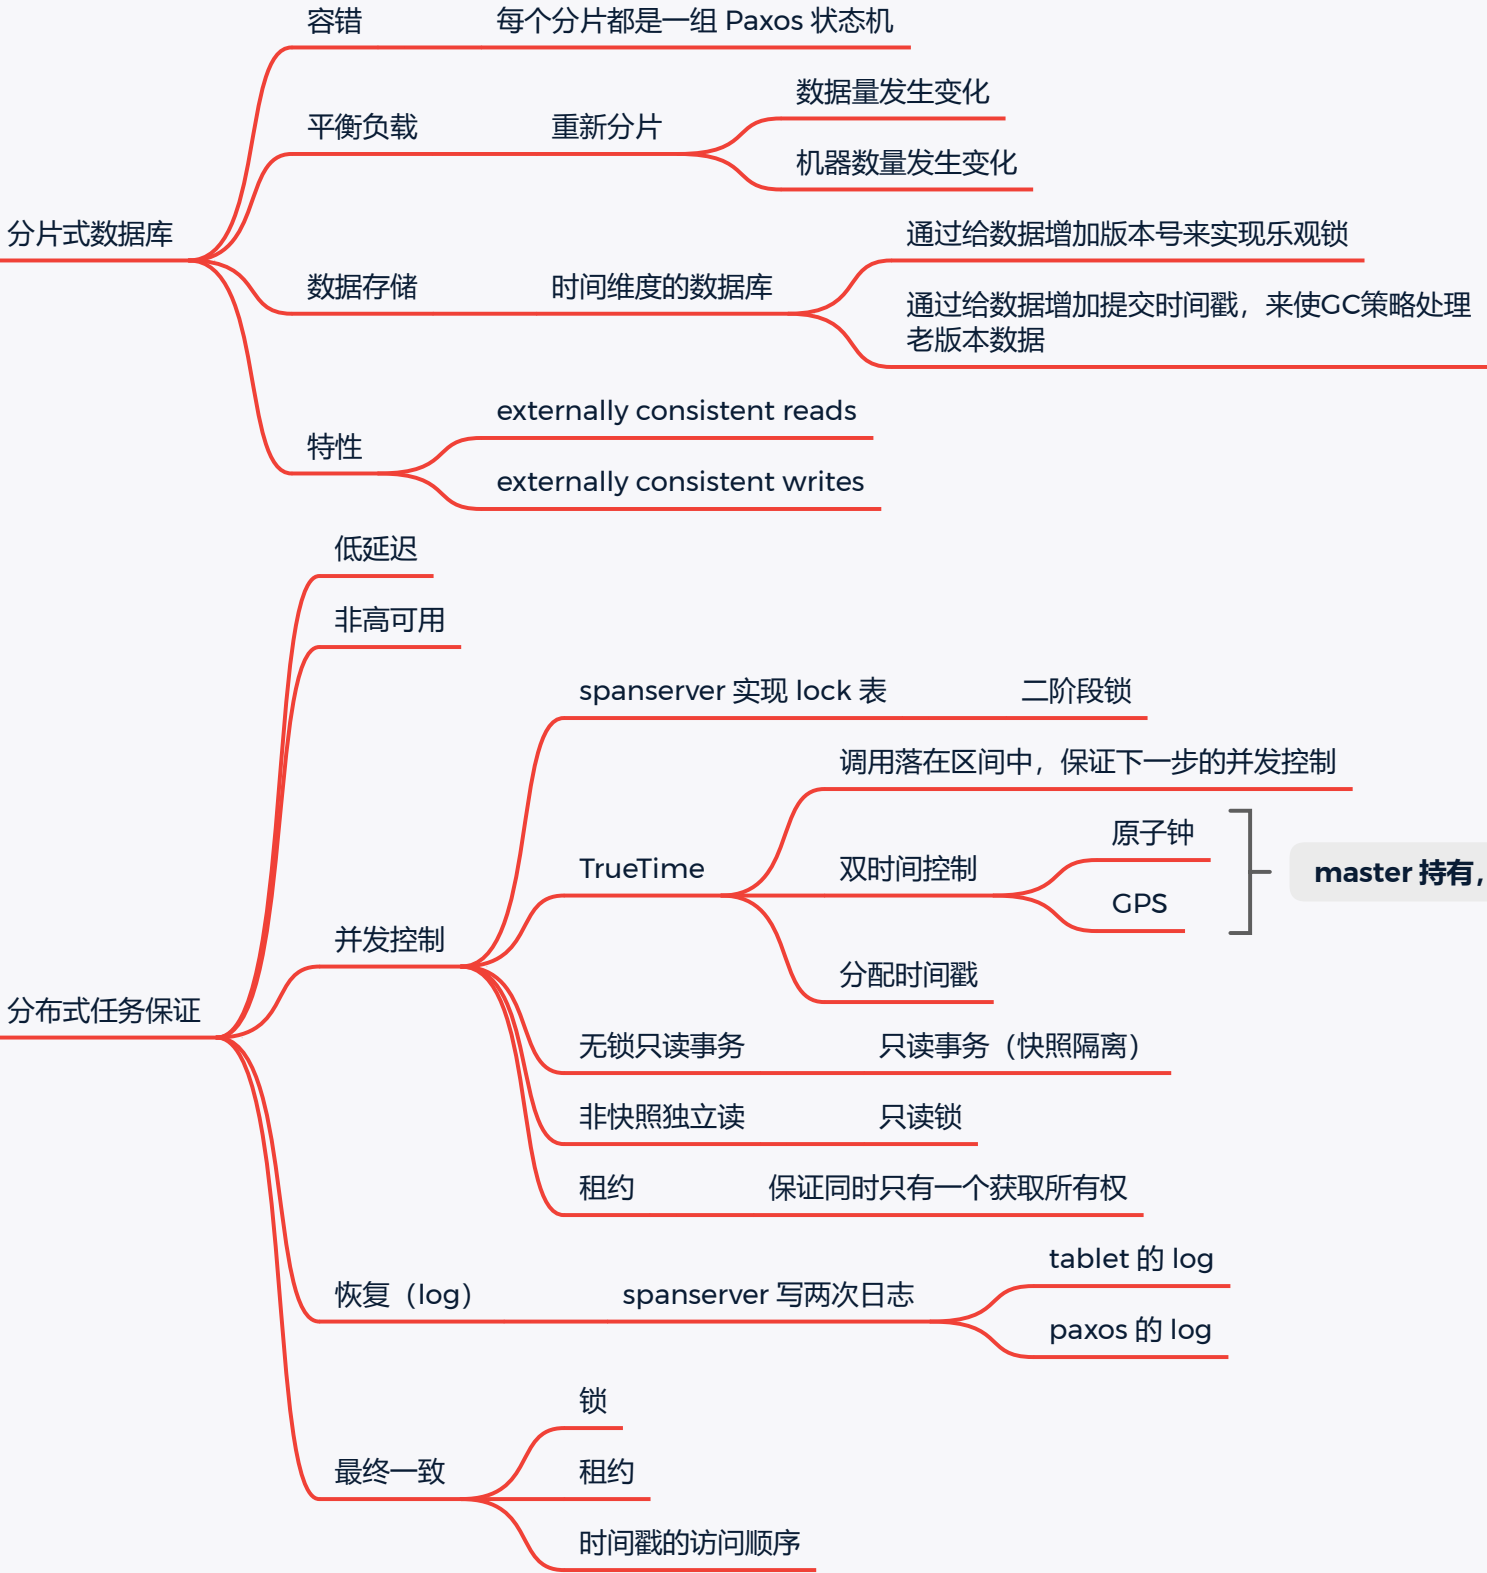 容错
每个分片都是一组 Paxos 状态机
数据量发生变化
平衡负载
重新分片
机器数量发生变化
分片式数据库
通过给数据增加版本号来实现乐观锁
数据存储
时间维度的数据库
通过给数据增加提交时间戳，来使GC策略处理
老版本数据
externally consistent reads
特性
externally consistent writes
低延迟
非高可用
spanserver 实现 lock 表
二阶段锁
调用落在区间中，保证下一步的并发控制
原子钟
TrueTime
双时间控制
master 持有，
GPS
并发控制
分配时间戳
分布式任务保证
无锁只读事务
只读事务（快照隔离）
非快照独立读
只读锁
租约
保证同时只有一个获取所有权
tablet 的 log
恢复（log）
spanserver 写两次日志
paxos 的 log
锁
最终一致
租约
时间戳的访问顺序